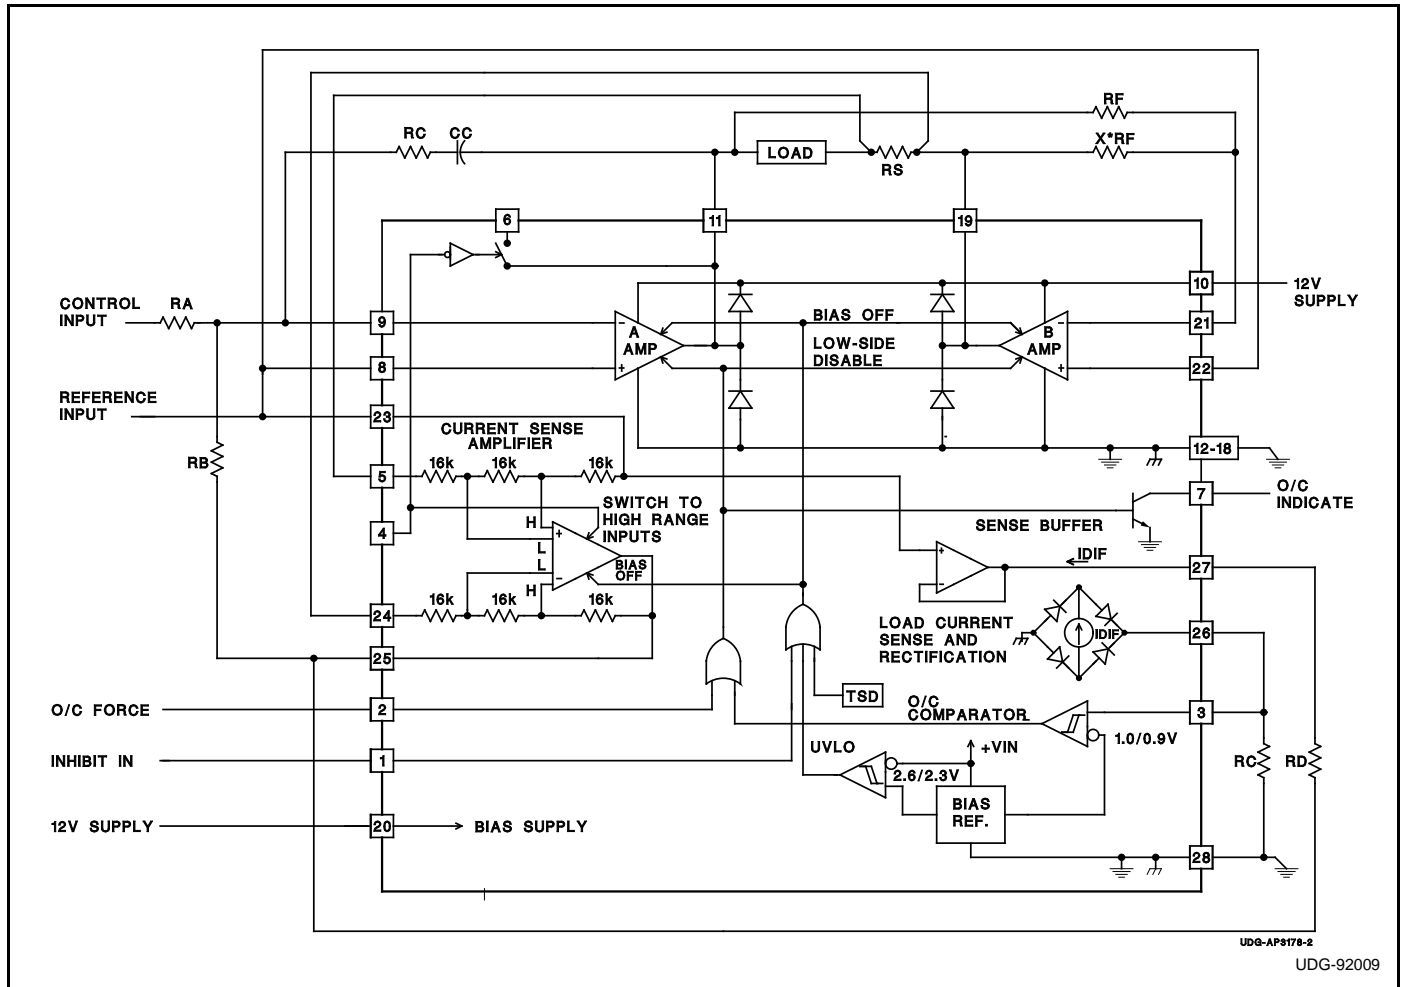 RF
RC CC
X*RF
LOAD
RS
6
11
19
CONTROL
INPUT
RA
9
10
12V
SUPPLY
BIAS OFF
21
A
AMP
B
AMP
LOW-SIDE
DISABLE
8
22
REFERENCE
INPUT
23
CURRENT SENSE
AMPLIFIER
12-18
RB
5
16k
16k
16k
7
O/C
INDICATE
4
SWITCH TO
HIGH RANGE
INPUTS
SENSE BUFFER
H
L
L
H
BIAS
OFF
IDIF
27
24
16k
16k
16k
LOAD CURRENT
SENSE AND
RECTIFICATION
IDIF
26
25
TSD
O/C FORCE
2
O/C
COMPARATOR
3
1.0/0.9V
INHIBIT IN
1
UVLO
+VIN
2.6/2.3V
RC
RD
BIAS
REF.
12V SUPPLY
20
BIAS SUPPLY
28
UDG-AP3176-2
UDG-92009